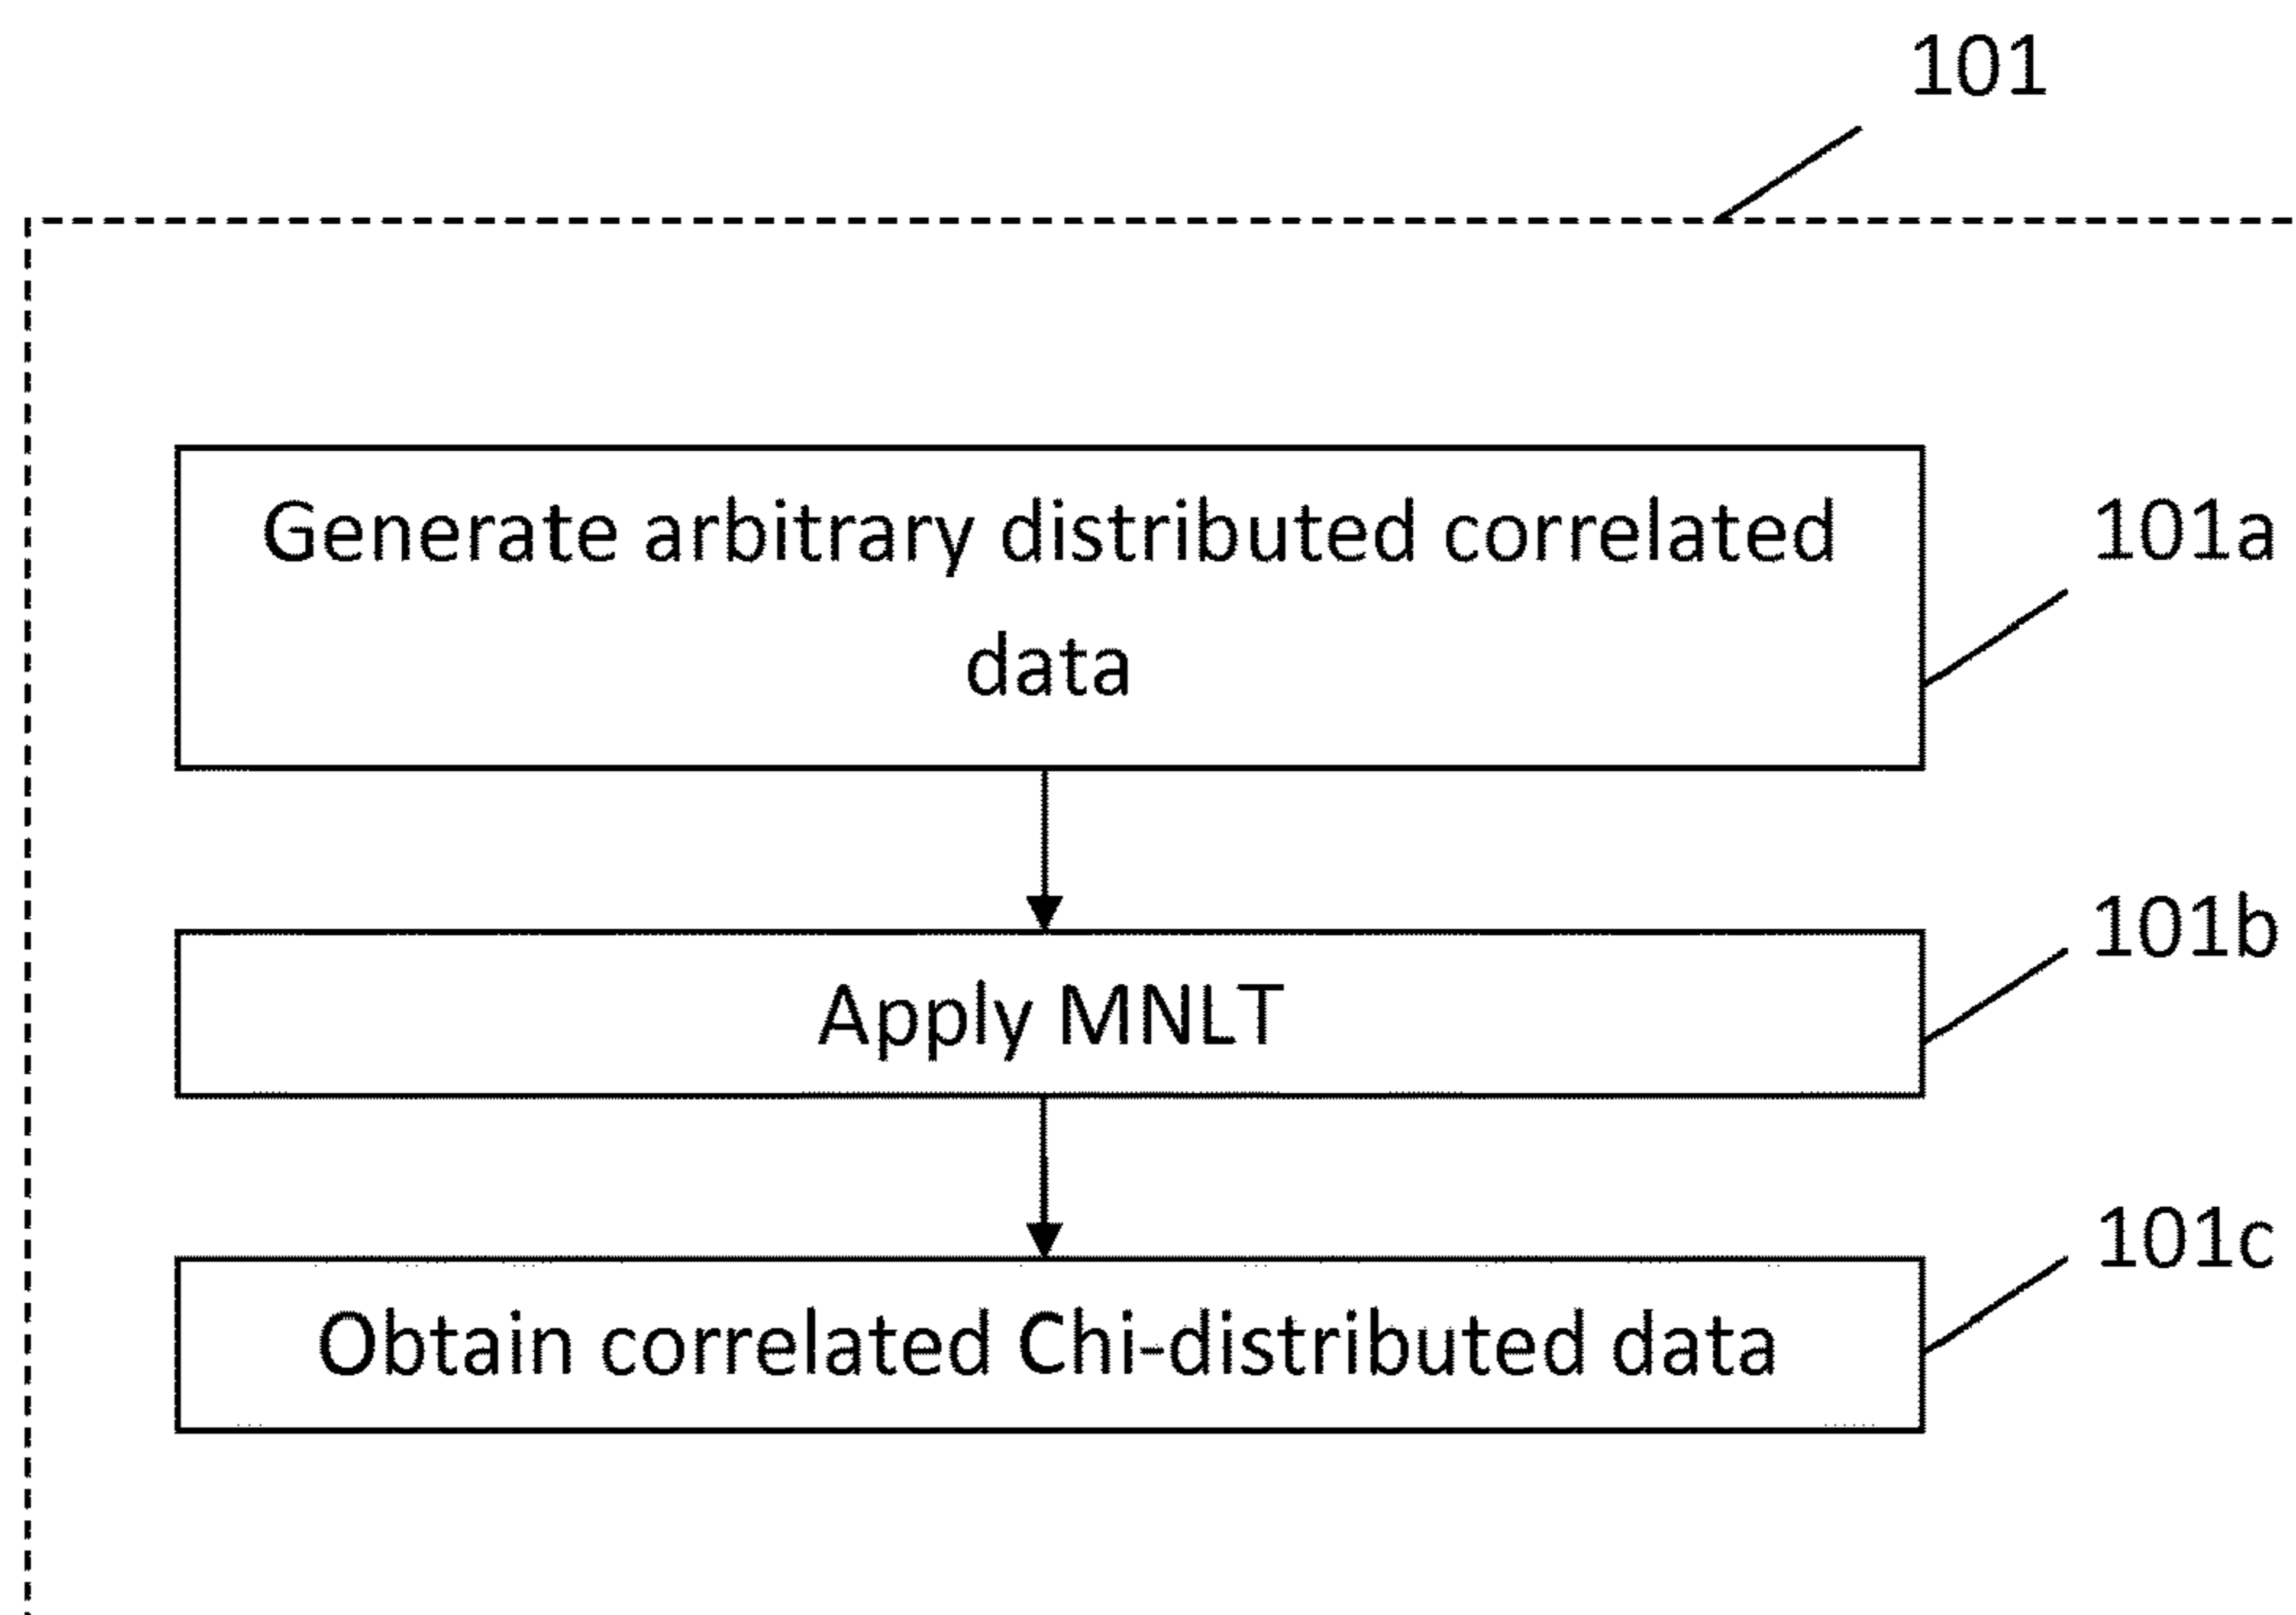 101
Generate arbitrary distributed correlated
data
101a
Apply MNLT
101b
Obtain correlated Chi-distributed data
101c